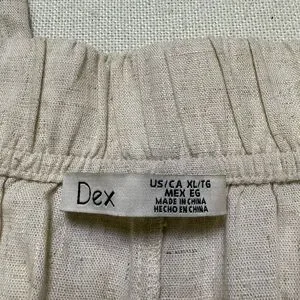 Dex
US/CA XL/TG
MEX EG
MADE IN CHINA
HECHO EN CHINA